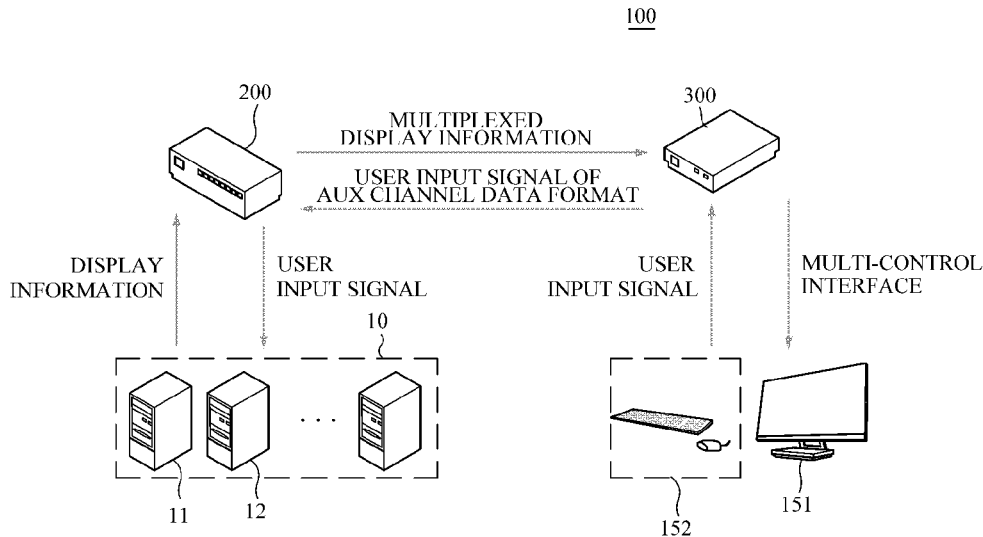 100
200
300
MULTIPLEXED
DISPLAY INFORMATION
USER INPUT SIGNAL OF
AUX CHANNEL DATA FORMAT
DISPLAY
INFORMATION
USER
INPUT SIGNAL
USER
INPUT SIGNAL
MULTI-CONTROL
INTERFACE
10
. . .
11
12
152
151